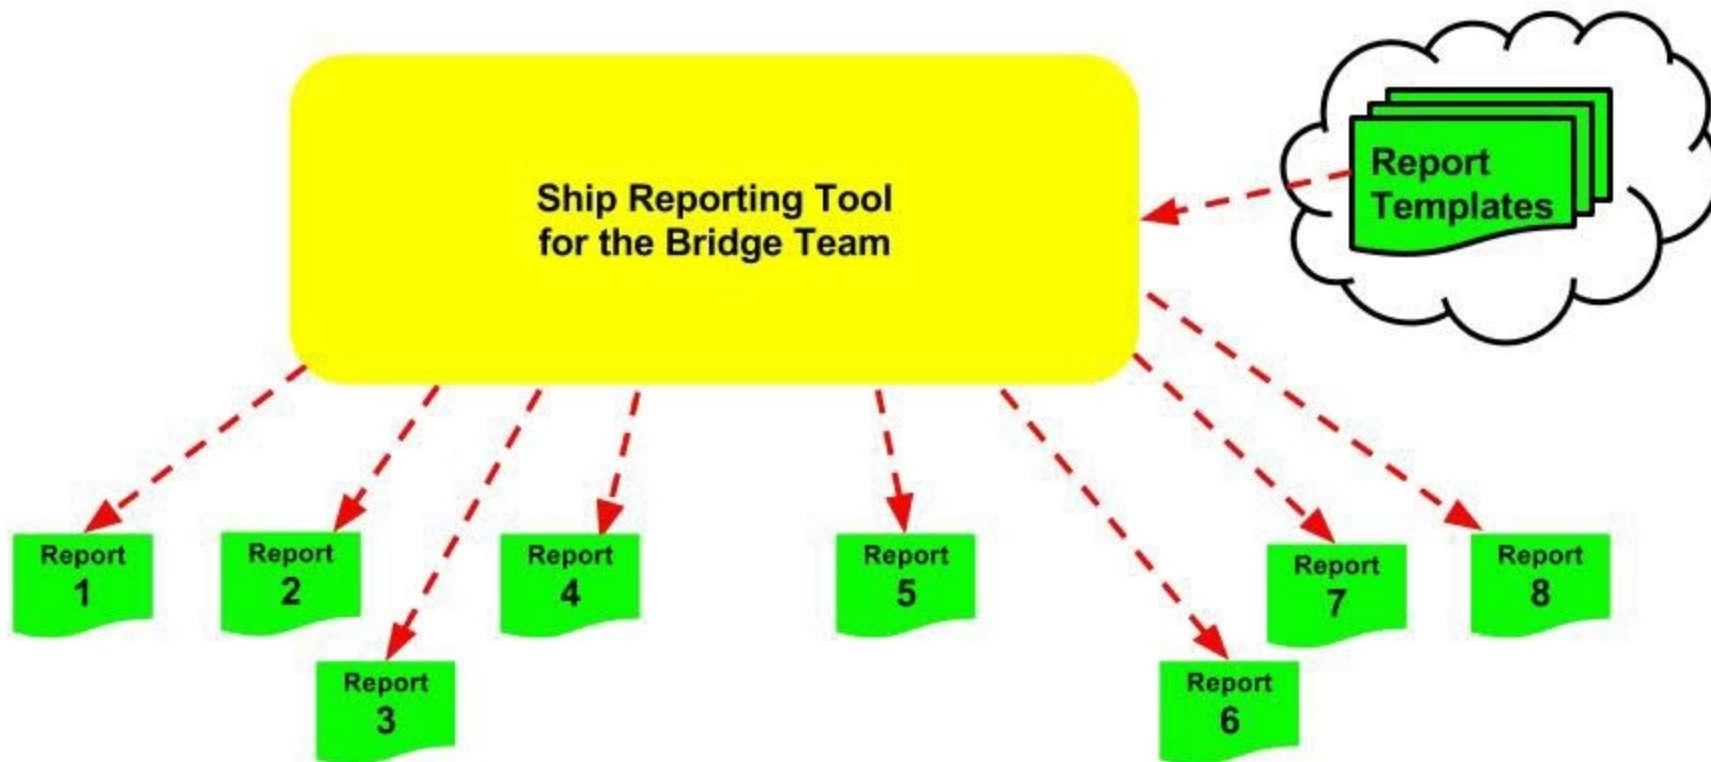 Ship Reporting Tool
for the Bridge Team
Report
Templates
Report
1
Report
2
Report
3
Report
4
Report
5
Report
6
Report
7
Report
8